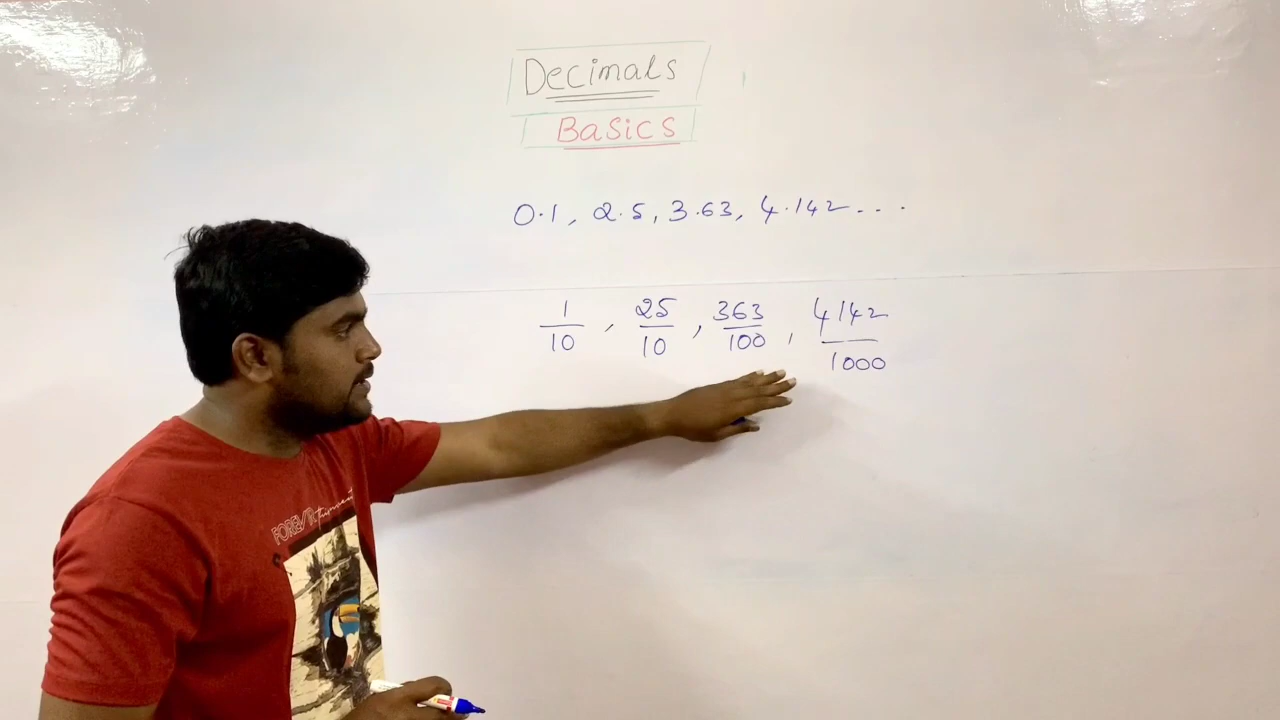 Decimals
Basics
0.1, 2.5, 3.63, 4.142....
1/10, 25/10, 363/100, 4142/1000